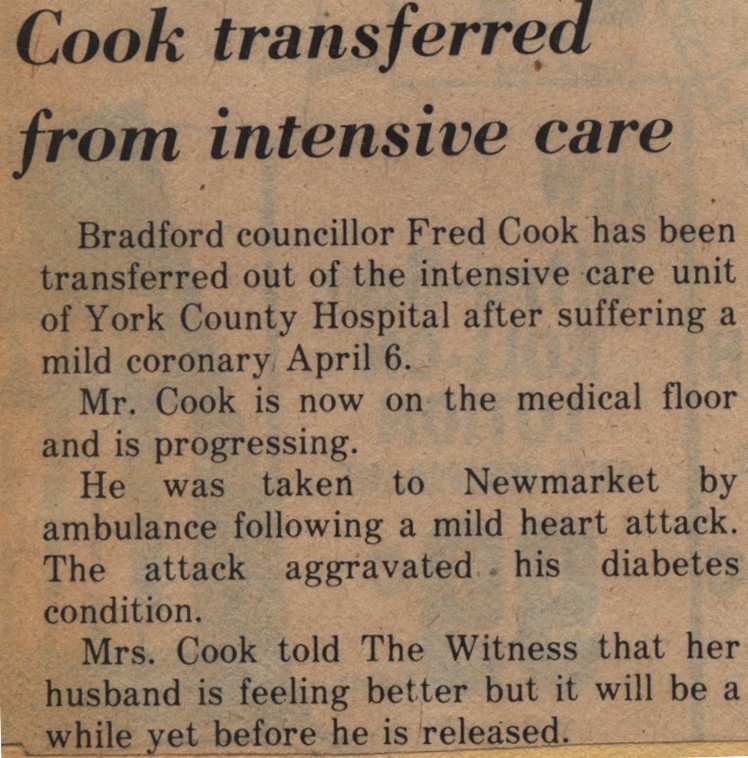 Cook transferred
from intensive care
Bradford councillor Fred Cook has been
transferred out of the intensive care unit
of York County Hospital after suffering a
mild coronary April 6.
Mr. Cook is now on the medical floor
and is progressing.
He was taken to Newmarket by
ambulance following a mild heart attack.
The attack aggravated his diabetes
condition.
Mrs. Cook told The Witness that her
husband is feeling better but it will be a
while yet before he is released.